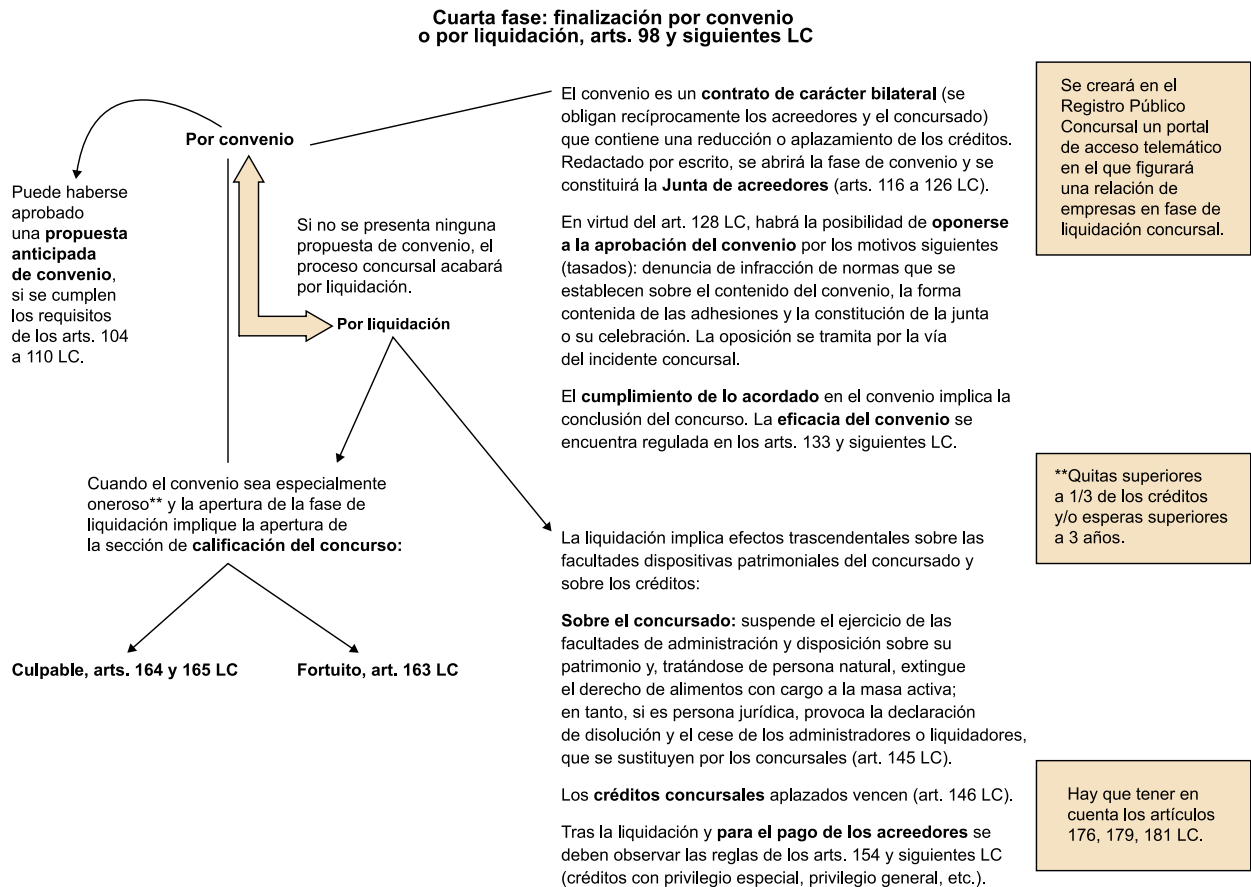 Cuarta fase: finalización por convenio
o por liquidación, arts. 98 y siguientes LC
Por convenio
Puede haberse
aprobado
una propuesta
anticipada
de convenio,
si se cumplen
los requisitos
de los arts. 104
a 110 LC.
Si no se presenta ninguna
propuesta de convenio, el
proceso concursal acabará
por liquidación.
Por liquidación
Cuando el convenio sea especialmente
oneroso** y la apertura de la fase de
liquidación implique la apertura de
la sección de calificación del concurso:
Culpable, arts. 164 y 165 LC
Fortuito, art. 163 LC
El convenio es un contrato de carácter bilateral (se
obligan recíprocamente los acreedores y el concursado)
que contiene una reducción o aplazamiento de los créditos.
Redactado por escrito, se abrirá la fase de convenio y se
constituirá la Junta de acreedores (arts. 116 a 126 LC).
En virtud del art. 128 LC, habrá la posibilidad de oponerse
a la aprobación del convenio por los motivos siguientes
(tasados): denuncia de infracción de normas que se
establecen sobre el contenido del convenio, la forma
contenida de las adhesiones y la constitución de la junta
o su celebración. La oposición se tramita por la vía
del incidente concursal.
El cumplimiento de lo acordado en el convenio implica la
conclusión del concurso. La eficacia del convenio se
encuentra regulada en los arts. 133 y siguientes LC.
La liquidación implica efectos trascendentales sobre las
facultades dispositivas patrimoniales del concursado y
sobre los créditos:
Sobre el concursado: suspende el ejercicio de las
facultades de administración y disposición sobre su
patrimonio y, tratándose de persona natural, extingue
el derecho de alimentos con cargo a la masa activa;
en tanto, si es persona jurídica, provoca la declaración
de disolución y el cese de los administradores o liquidadores,
que se sustituyen por los concursales (art. 145 LC).
Los créditos concursales aplazados vencen (art. 146 LC).
Tras la liquidación y para el pago de los acreedores se
deben observar las reglas de los arts. 154 y siguientes LC
(créditos con privilegio especial, privilegio general, etc.).
Se creará en el
Registro Público
Concursal un portal
de acceso telemático
en el que figurará
una relación de
empresas en fase de
liquidación concursal.
**Quitas superiores
a 1/3 de los créditos
y/o esperas superiores
a 3 años.
Hay que tener en
cuenta los artículos
176, 179, 181 LC.